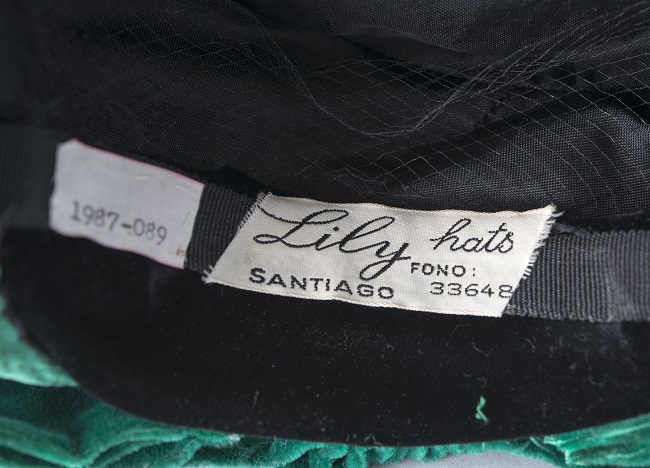 1987-089
Lily hats
FONO:
SANTIAGO 33648